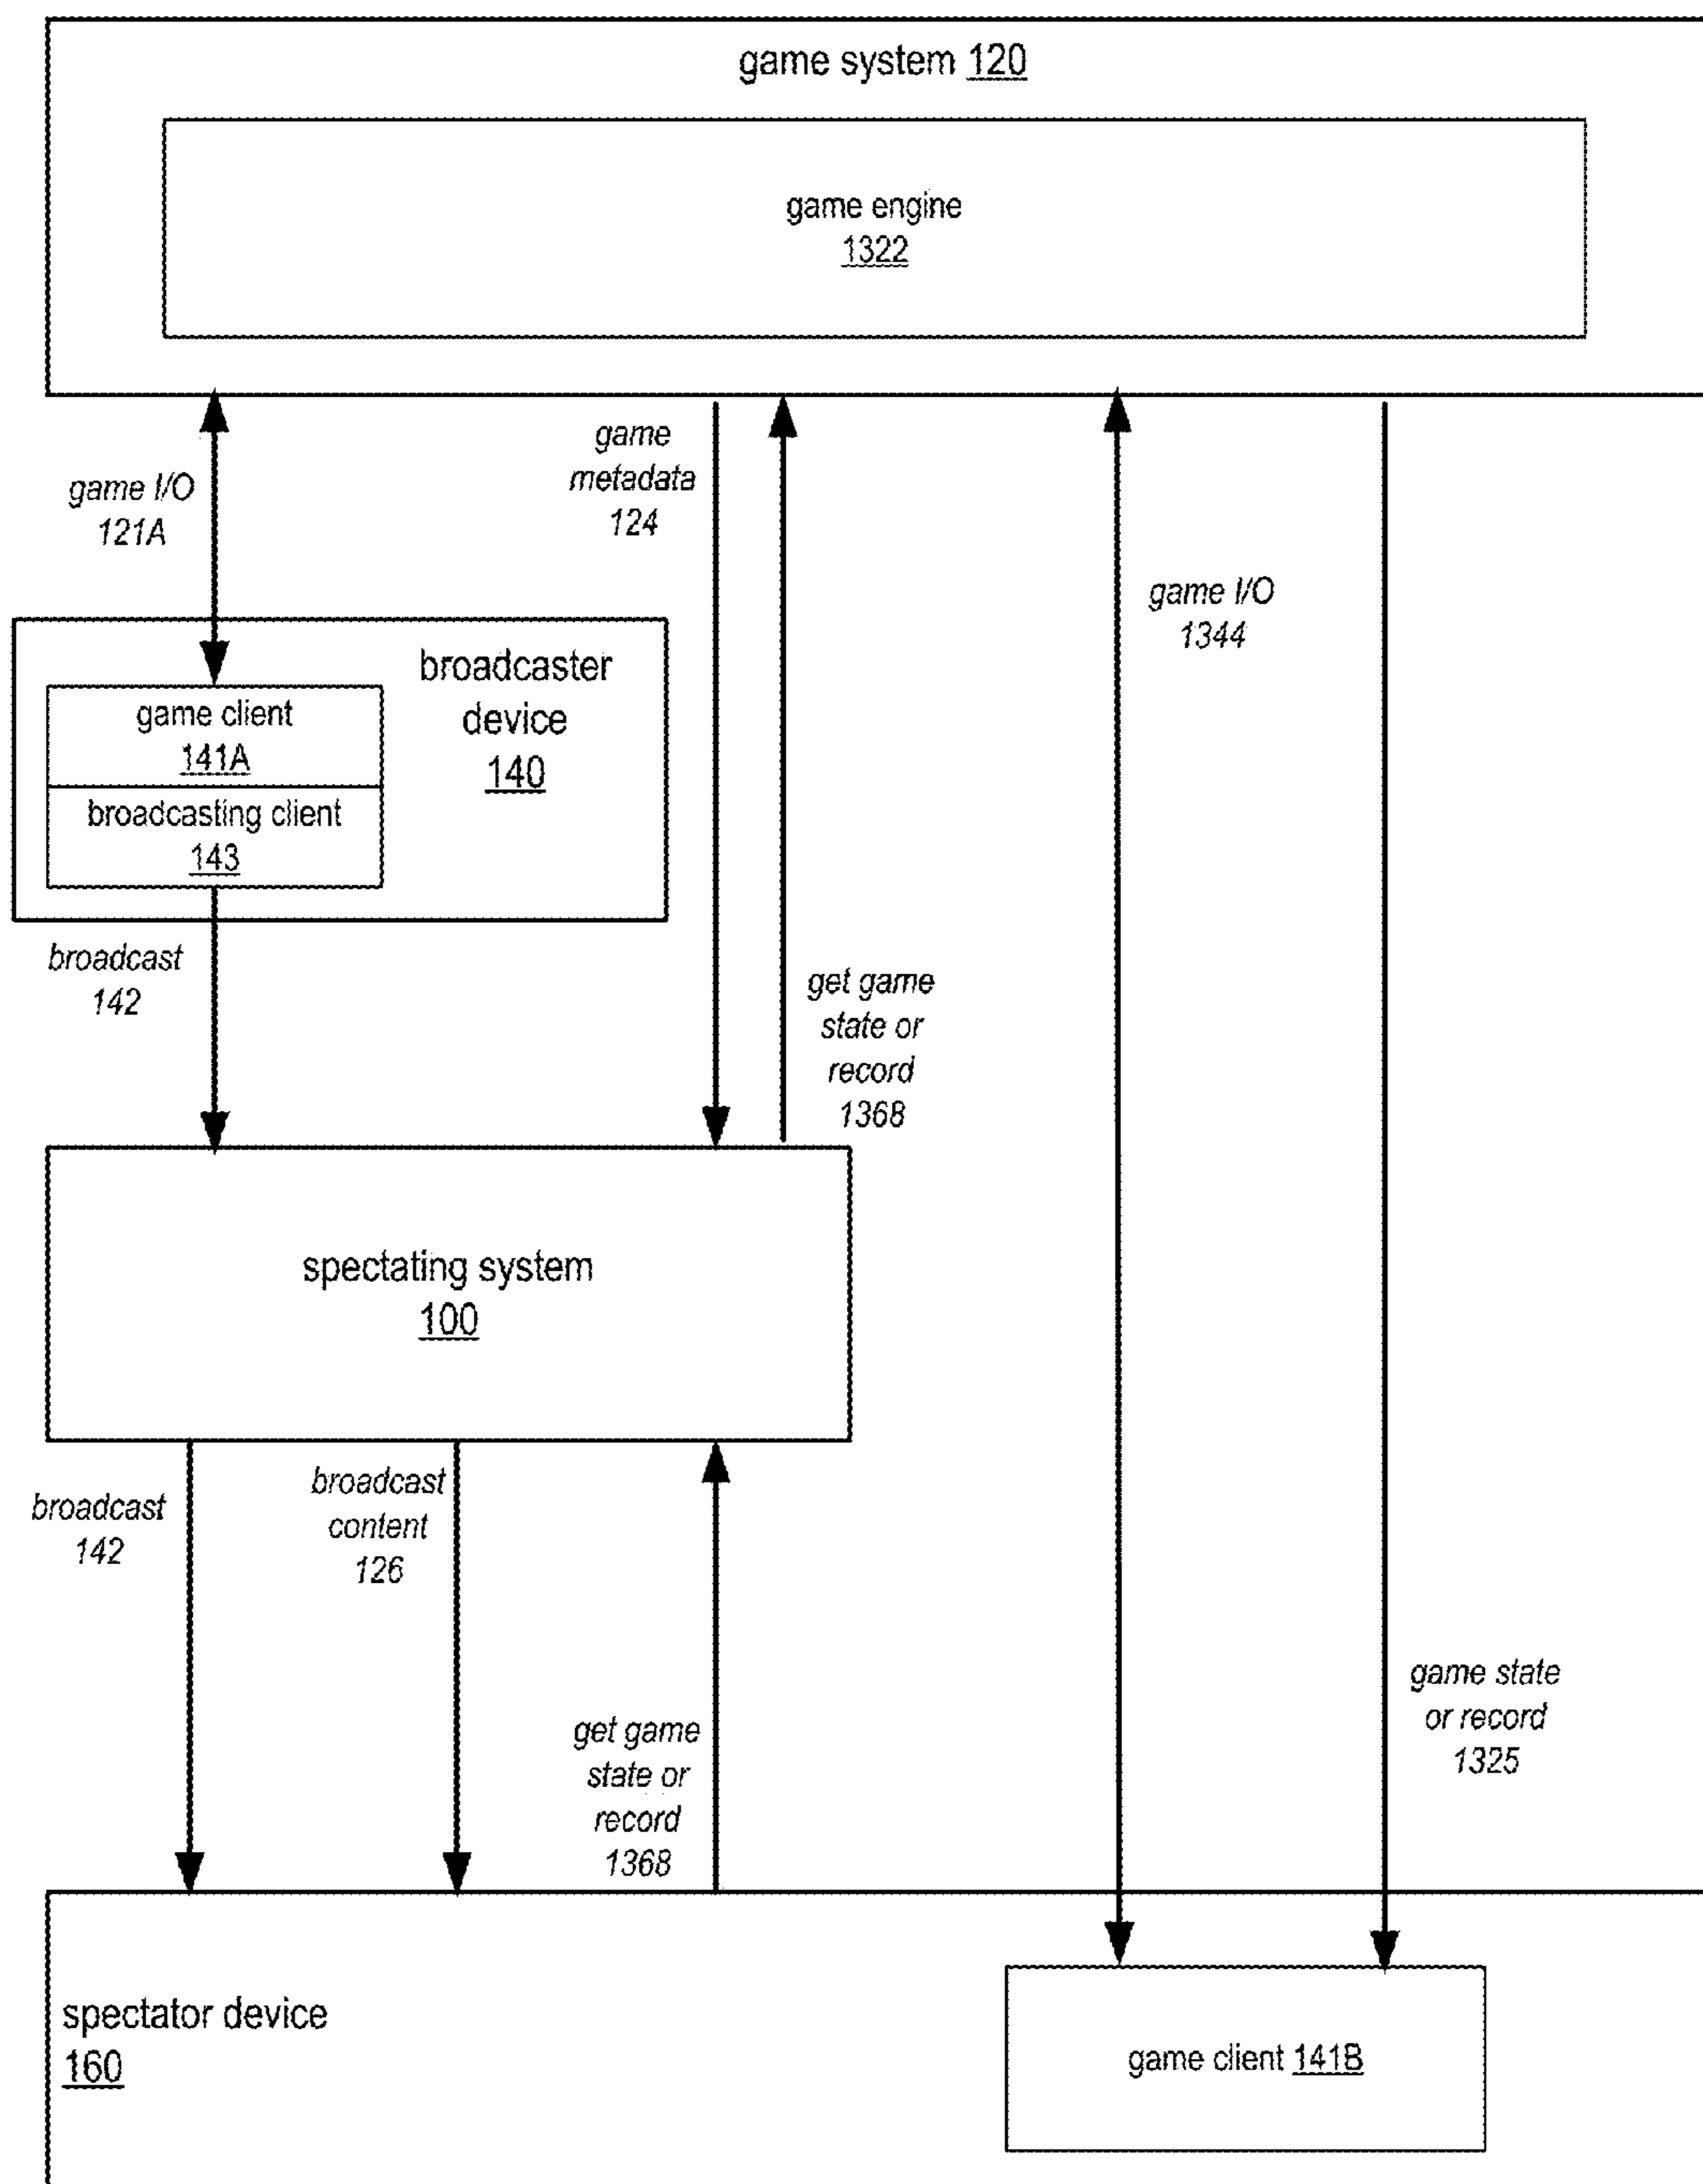 game system 120
game engine
1322
game I/O
121A
game
metadata
124
game I/O
1344
broadcaster
device
140
game client
141A
broadcasting client
143
broadcast
142
get game
state or
record
1368
spectating system
100
broadcast
142
broadcast
content
126
get game
state or
record
1368
game state
or record
1325
spectator device
160
game client 141B